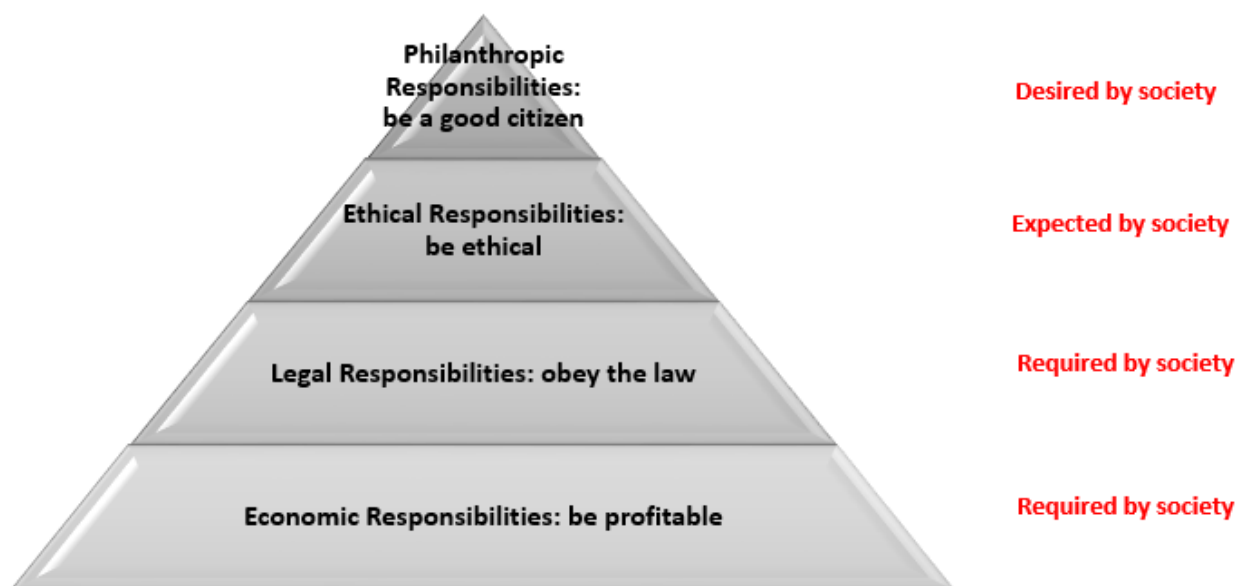 Philanthropic
Responsibilities:
be a good citizen
Desired by society
Ethical Responsibilities:
be ethical
Expected by society
Legal Responsibilities: obey the law
Required by society
Economic Responsibilities: be profitable
Required by society